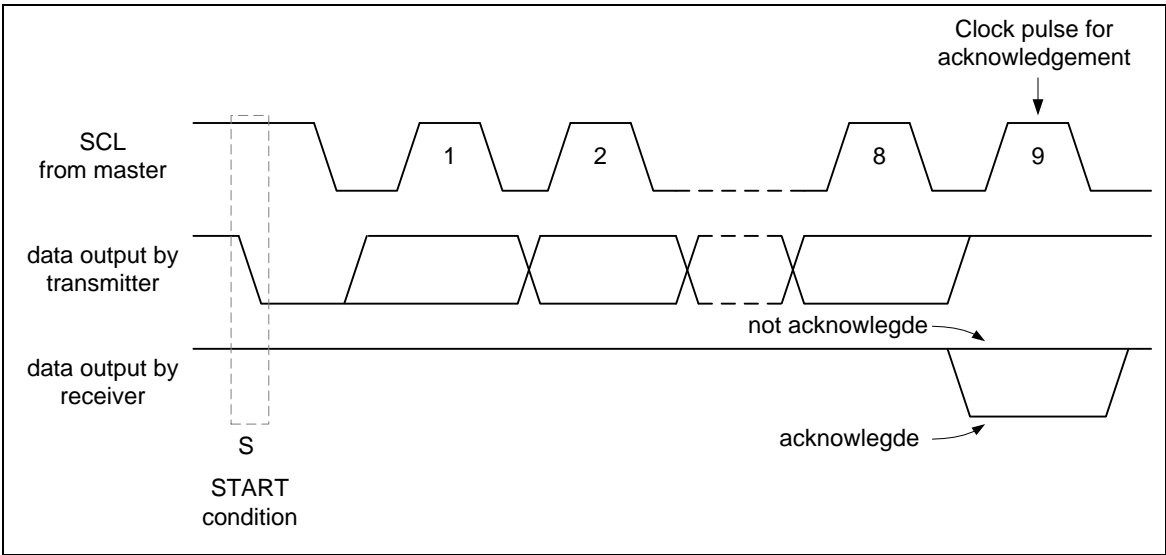 Clock pulse for
acknowledgement
SCL
from master
1
2
8
9
data output by
transmitter
not acknowlegde
data output by
receiver
acknowlegde
S
START
condition